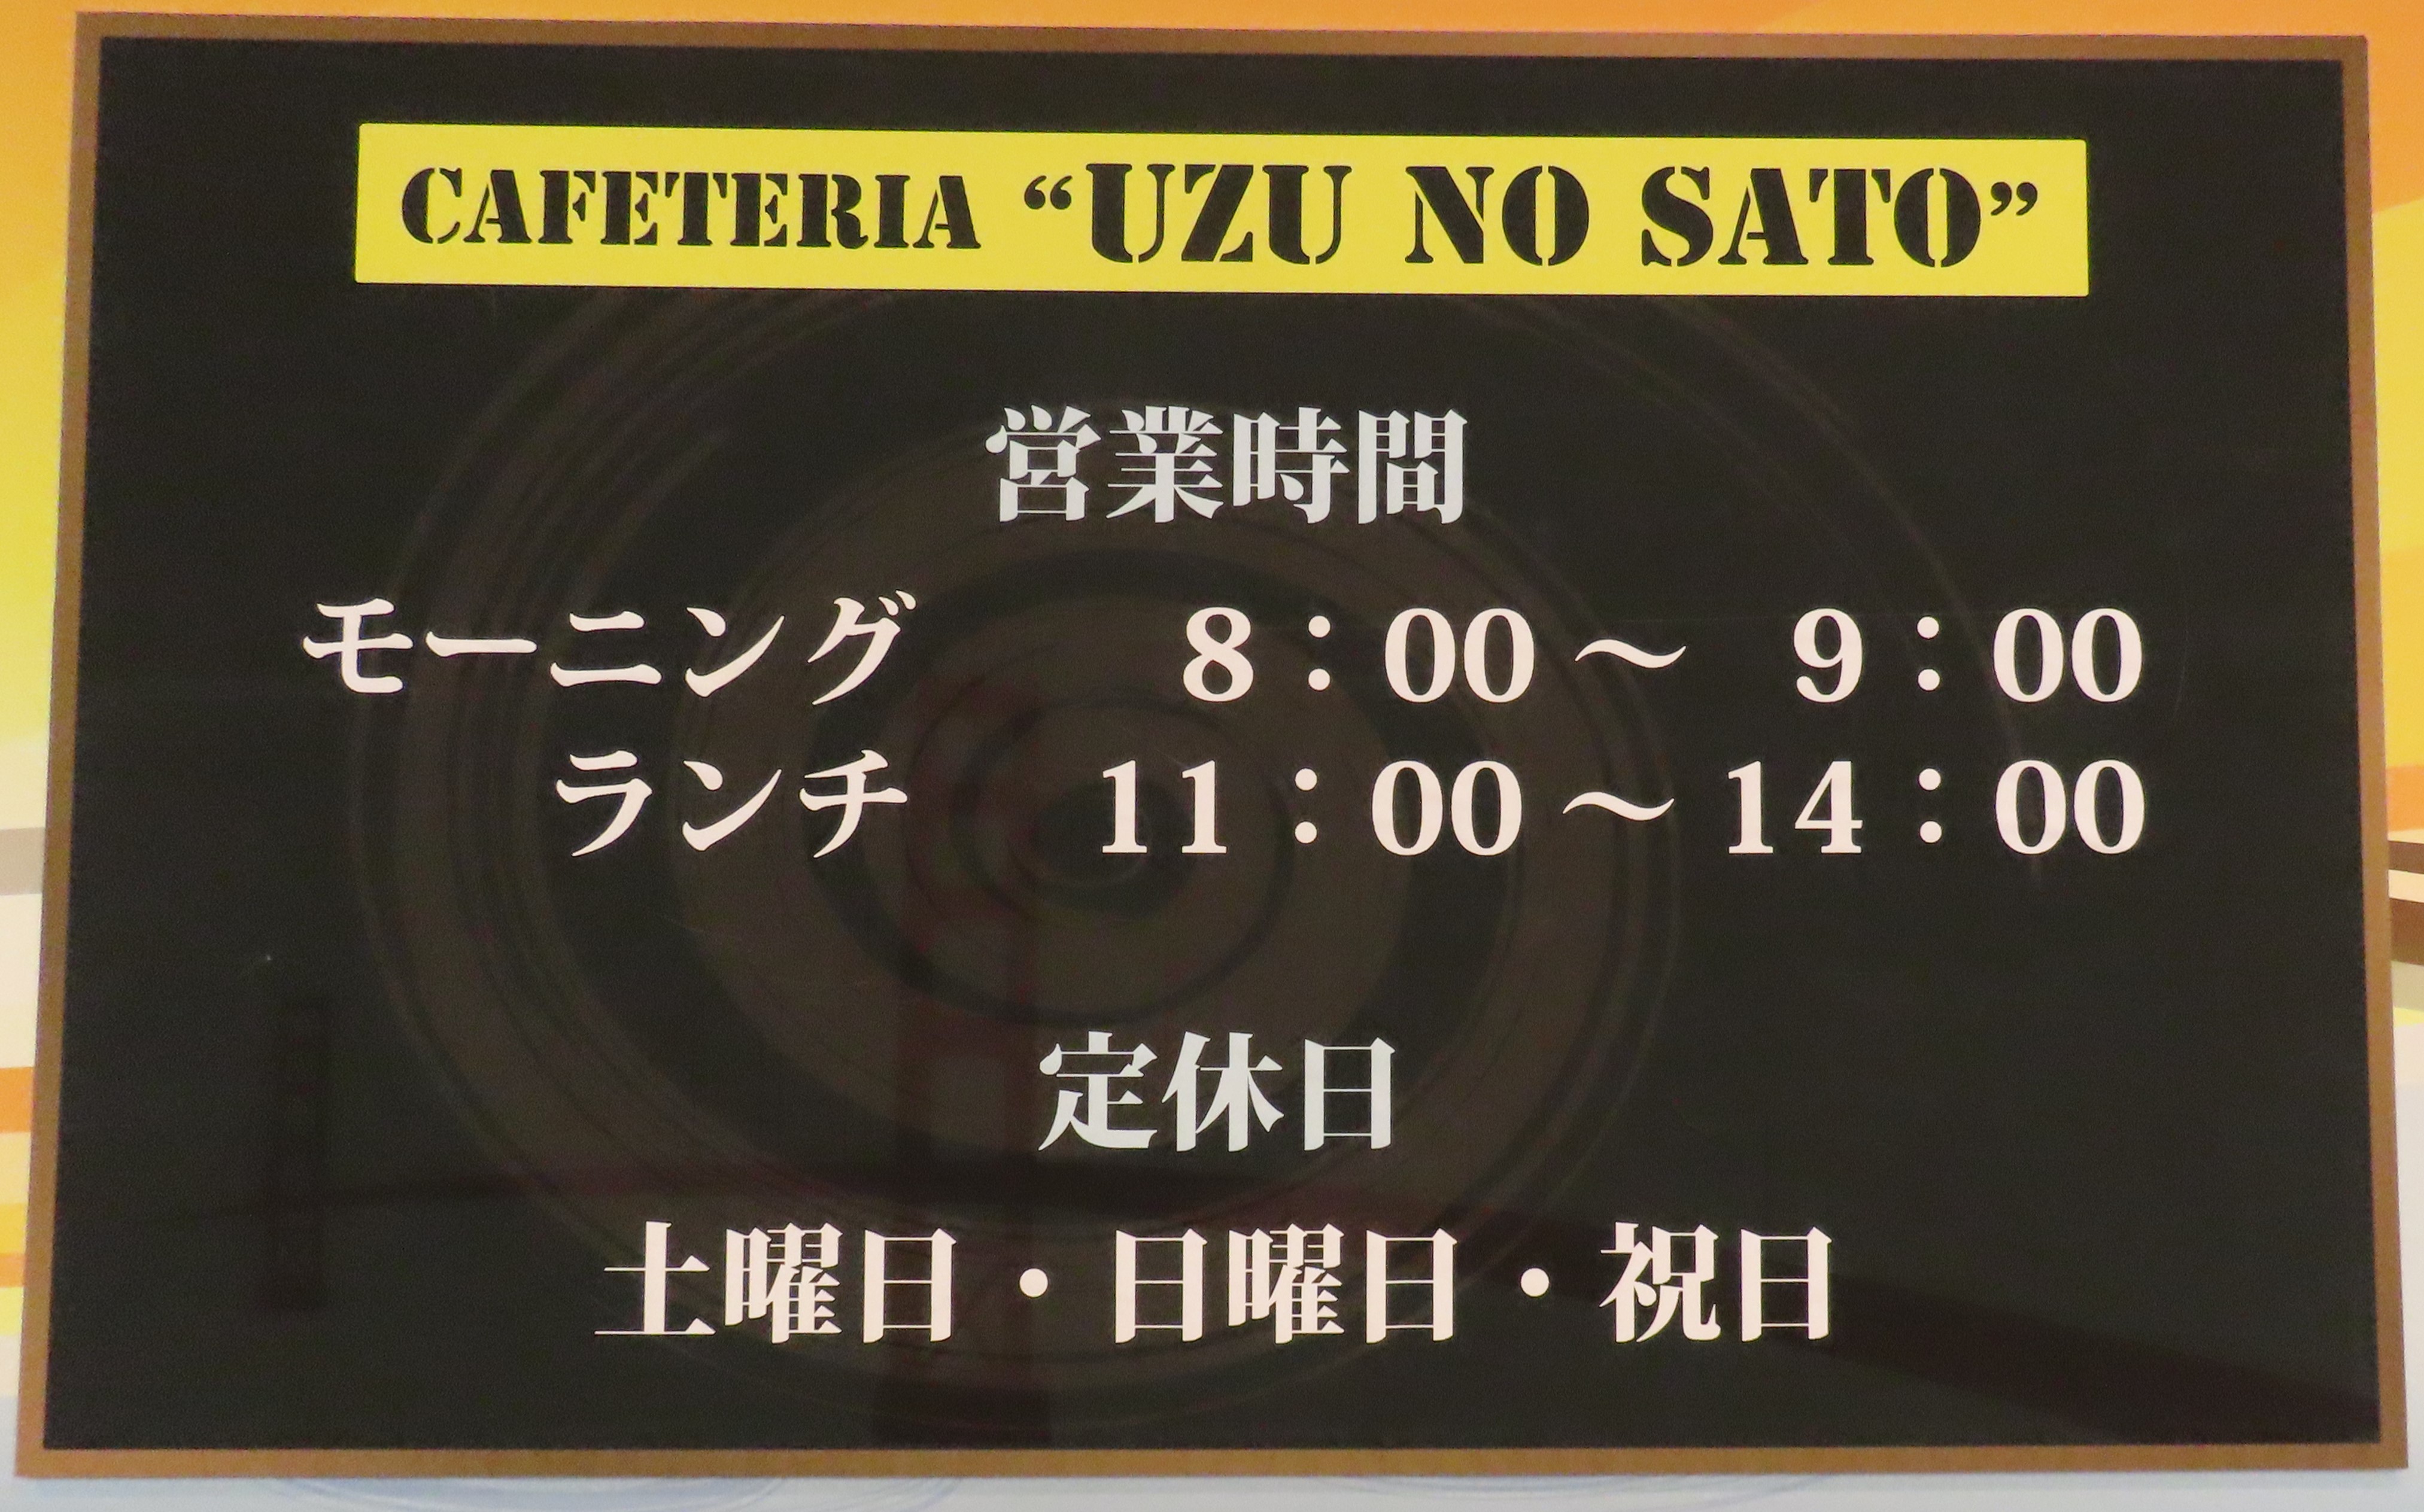 CAFETERIA “UZU NO SATO”
営業時間
モーニング 8：00～ 9：00
ランチ 11：00～14：00
定休日
土曜日・日曜日・祝日